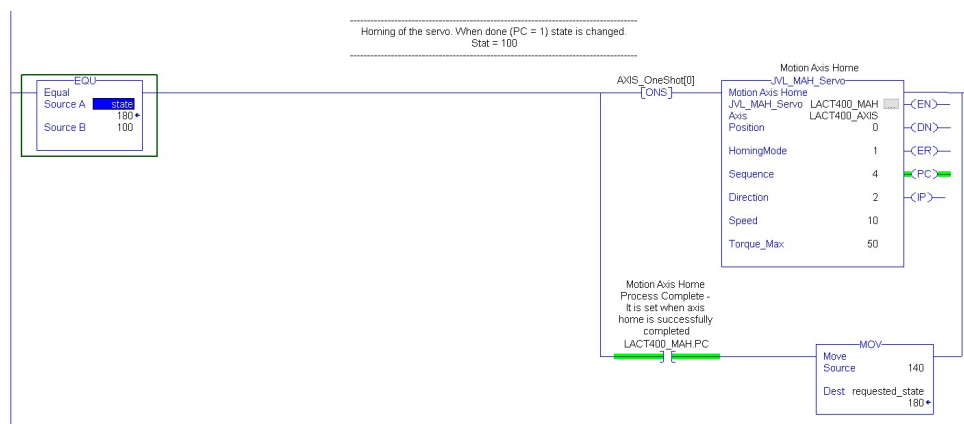 Homing of the servo. When done (PC = 1) state is changed.
Stat = 100
EQU
Equal
Source A state
180
Source B 100
AXIS_OneShot[0]
ONS
Motion Axis Home
JVL_MAH_Servo
Motion Axis Home
JVL_MAH_Servo LACT400_MAH ...
Axis LACT400_AXIS
Position 0
HomingMode 1
Sequence 4
Direction 2
Speed 10
Torque_Max 50
EN
DN
ER
PC
IP
Motion Axis Home
Process Complete -
It is set when axis
home is successfully
completed
LACT400_MAH.PC
MOV
Move
Source 140
Dest requested_state
180